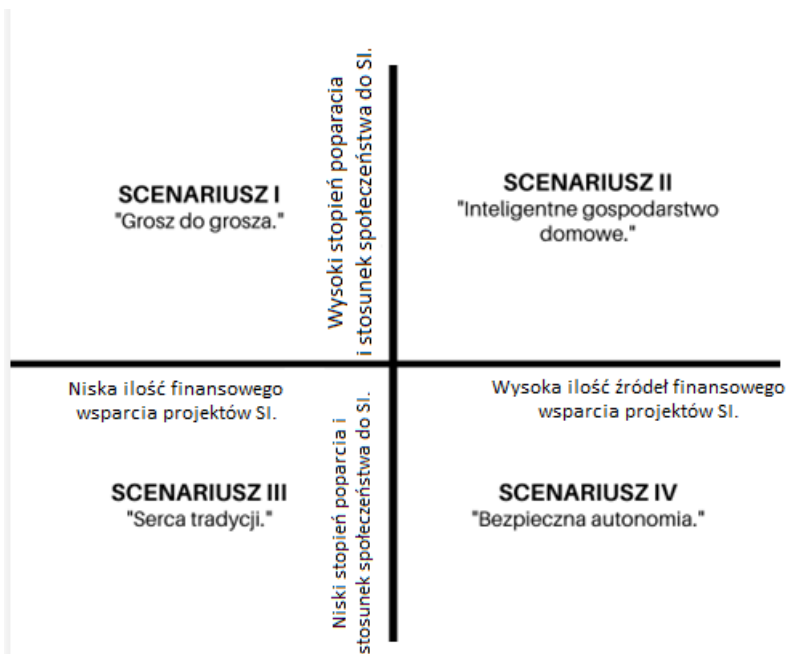 Wysoki stopień poparacia
i stosunek społeczeństwa do SI.
SCENARIUSZ I
"Grosz do grosza."
SCENARIUSZ II
"Inteligentne gospodarstwo
domowe."
Niska ilość finansowego
wsparcia projektów SI.
Wysoka ilość źródeł finansowego
wsparcia projektów SI.
Niski stopień poparcia i
stosunek społeczeństwa do SI.
SCENARIUSZ III
"Serca tradycji."
SCENARIUSZ IV
"Bezpieczna autonomia."